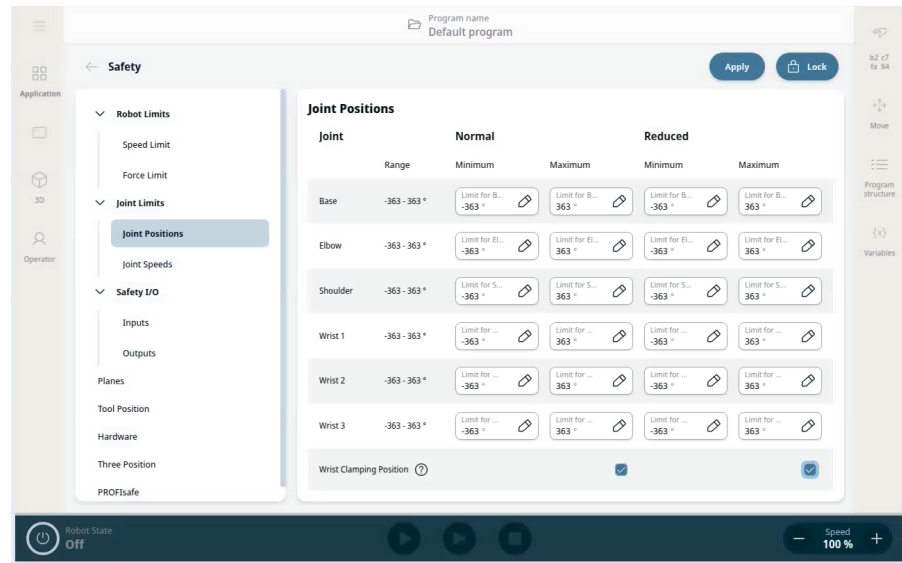 Program name
Default program
Safety
Apply
Lock
b2 c7
fa 84
Application
3D
Operator
Move
Program
structure
{x}
Variables
Robot Limits
Speed Limit
Force Limit
Joint Limits
Joint Positions
Joint Speeds
Safety I/O
Inputs
Outputs
Planes
Tool Position
Hardware
Three Position
PROFIsafe
Joint Positions
Joint Normal Reduced
Range Minimum Maximum Minimum Maximum
Limit for B... Limit for B... Limit for B... Limit for B...
Base -363 - 363 ° -363 ° 363 ° -363 ° 363 °
Limit for El... Limit for El... Limit for El... Limit for El...
Elbow -363 - 363 ° -363 ° 363 ° -363 ° 363 °
Limit for S... Limit for S... Limit for S... Limit for S...
Shoulder -363 - 363 ° -363 ° 363 ° -363 ° 363 °
Limit for ... Limit for ... Limit for ... Limit for ...
Wrist 1 -363 - 363 ° -363 ° 363 ° -363 ° 363 °
Limit for ... Limit for ... Limit for ... Limit for ...
Wrist 2 -363 - 363 ° -363 ° 363 ° -363 ° 363 °
Limit for ... Limit for ... Limit for ... Limit for ...
Wrist 3 -363 - 363 ° -363 ° 363 ° -363 ° 363 °
Wrist Clamping Position ?
Robot State
Off
Speed
100 %